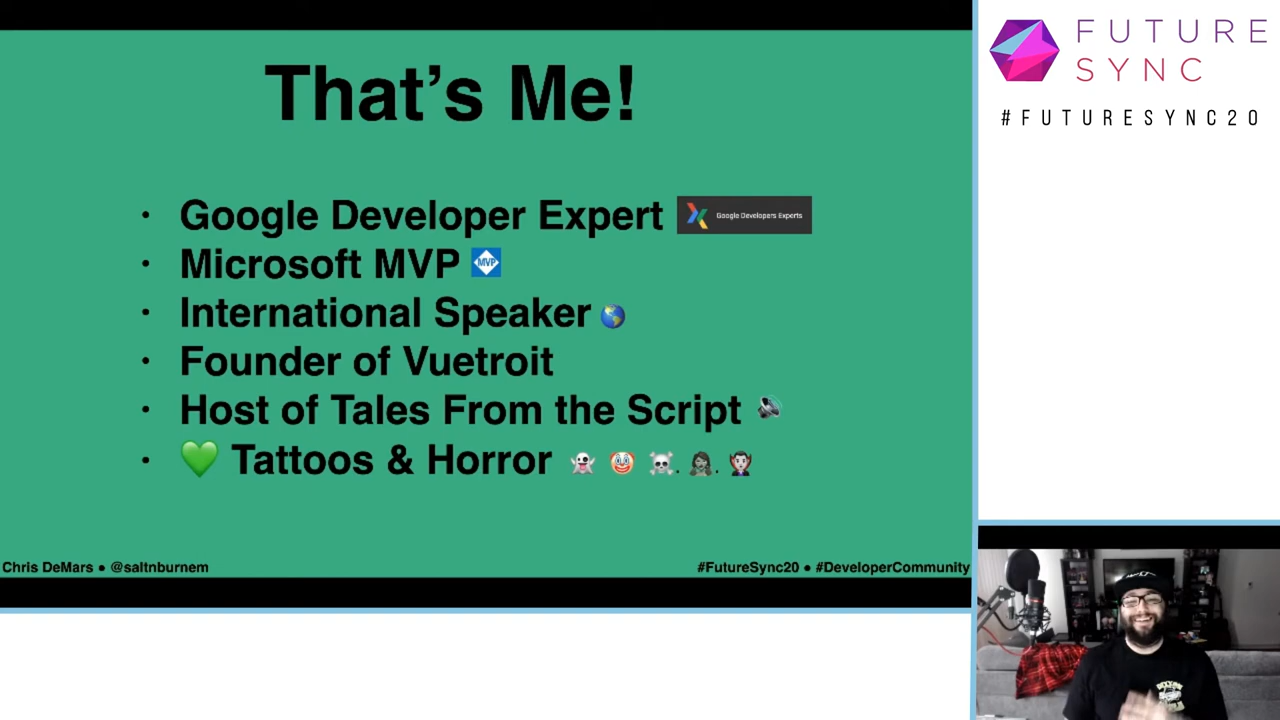 That's Me!
• Google Developer Expert
Google Developers Experts
• Microsoft MVP
MVP
• International Speaker
• Founder of Vuetroit
• Host of Tales From the Script
• 💚 Tattoos & Horror 👻 🤡 ☠️. 🧟‍♀️. 🧛
Chris DeMars ● @saltnburnem
#FutureSync20 ● #DeveloperCommunity
FUTURE
SYNC
#FUTURESYNC20